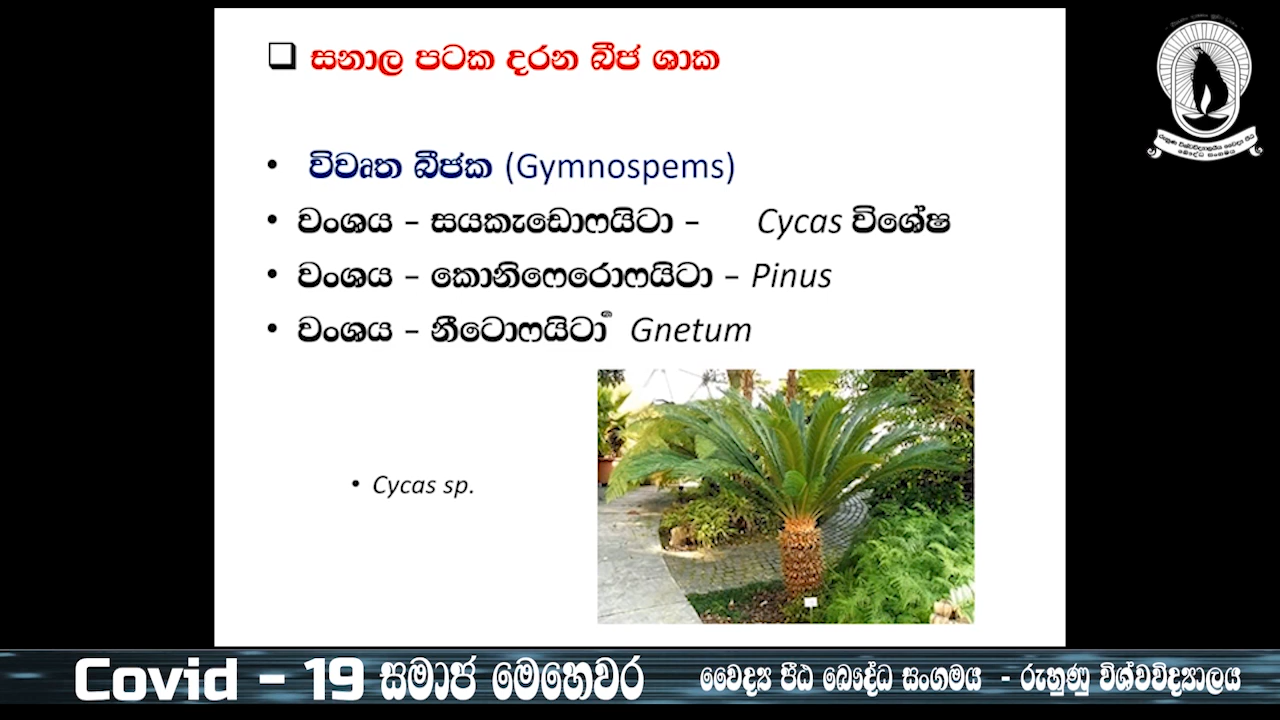 සනාල පටක දරන බීජ ශාක
විවෘත බීජක (Gymnospems)
වංශය – සයකැඩොෆයිටා – Cycas විශේෂ
වංශය – කොනිෆෙරොෆයිටා – Pinus
වංශය – නීටොෆයිටා Gnetum
Cycas sp.
Covid - 19 සමාජ මෙහෙවර
වෛද්‍ය පීඨ බෞද්ධ සංගමය - රුහුණු විශ්වවිද්‍යාලය